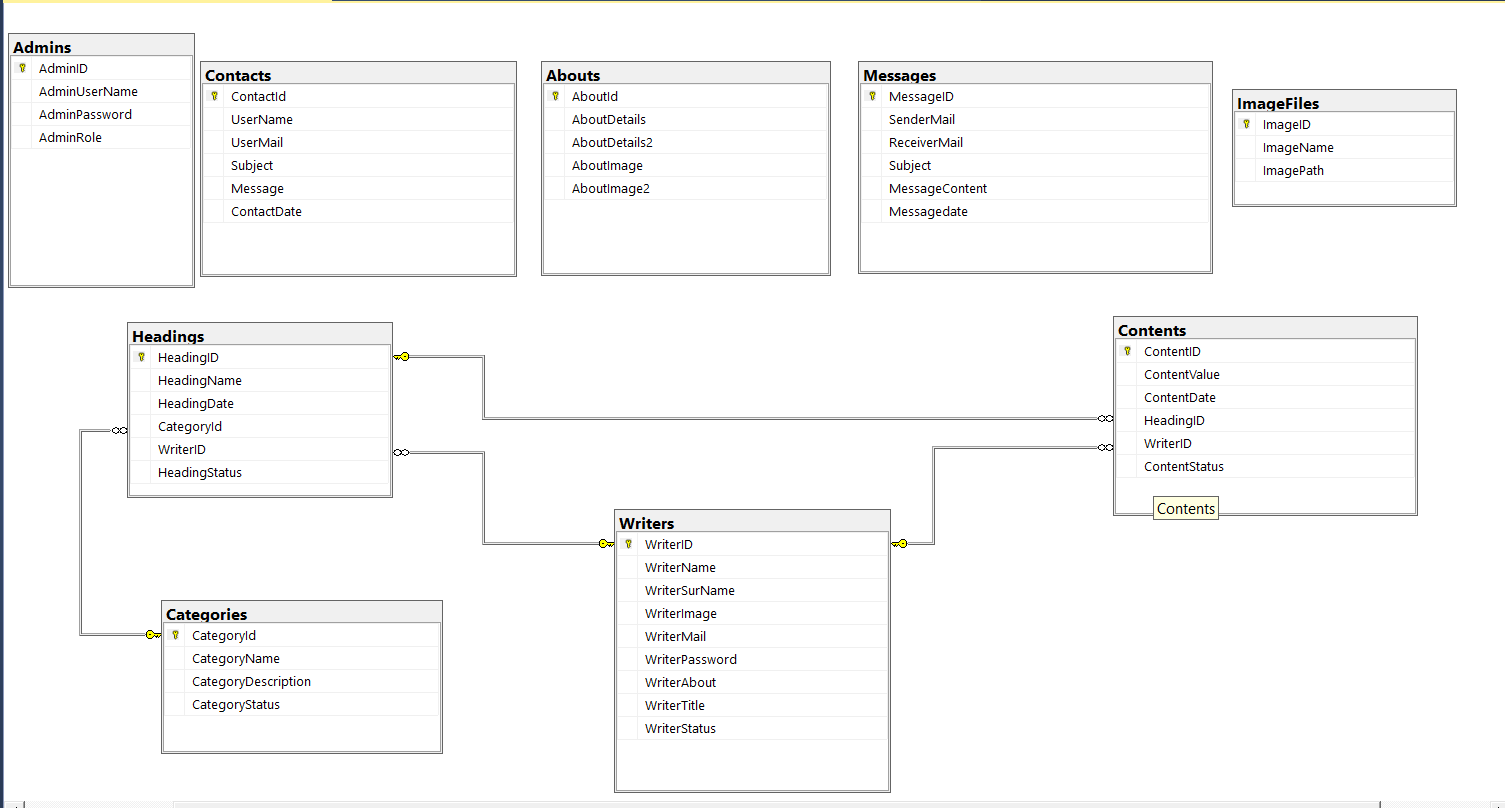 Admins
AdminID
AdminUserName
AdminPassword
AdminRole
Contacts
ContactId
UserName
UserMail
Subject
Message
ContactDate
Abouts
AboutId
AboutDetails
AboutDetails2
AboutImage
AboutImage2
Messages
MessageID
SenderMail
ReceiverMail
Subject
MessageContent
Messagedate
ImageFiles
ImageID
ImageName
ImagePath
Headings
HeadingID
HeadingName
HeadingDate
CategoryId
WriterID
HeadingStatus
Contents
ContentID
ContentValue
ContentDate
HeadingID
WriterID
ContentStatus
Contents
Writers
WriterID
WriterName
WriterSurName
WriterImage
WriterMail
WriterPassword
WriterAbout
WriterTitle
WriterStatus
Categories
CategoryId
CategoryName
CategoryDescription
CategoryStatus